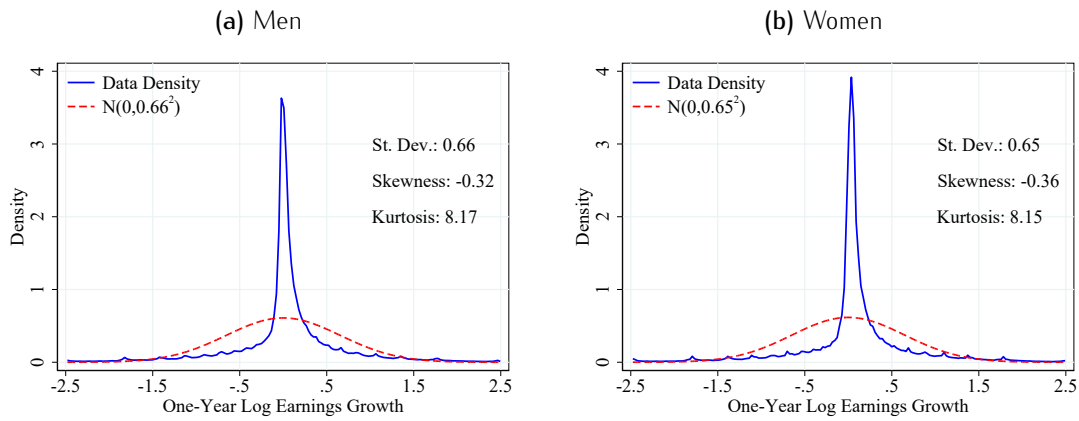 (a) Men
Data Density
N(0,0.66²)
St. Dev.: 0.66
Skewness: -0.32
Kurtosis: 8.17
Density
4
3
2
1
0
-2.5 -1.5 -.5 .5 1.5 2.5
One-Year Log Earnings Growth
(b) Women
Data Density
N(0,0.65²)
St. Dev.: 0.65
Skewness: -0.36
Kurtosis: 8.15
Density
4
3
2
1
0
-2.5 -1.5 -.5 .5 1.5 2.5
One-Year Log Earnings Growth